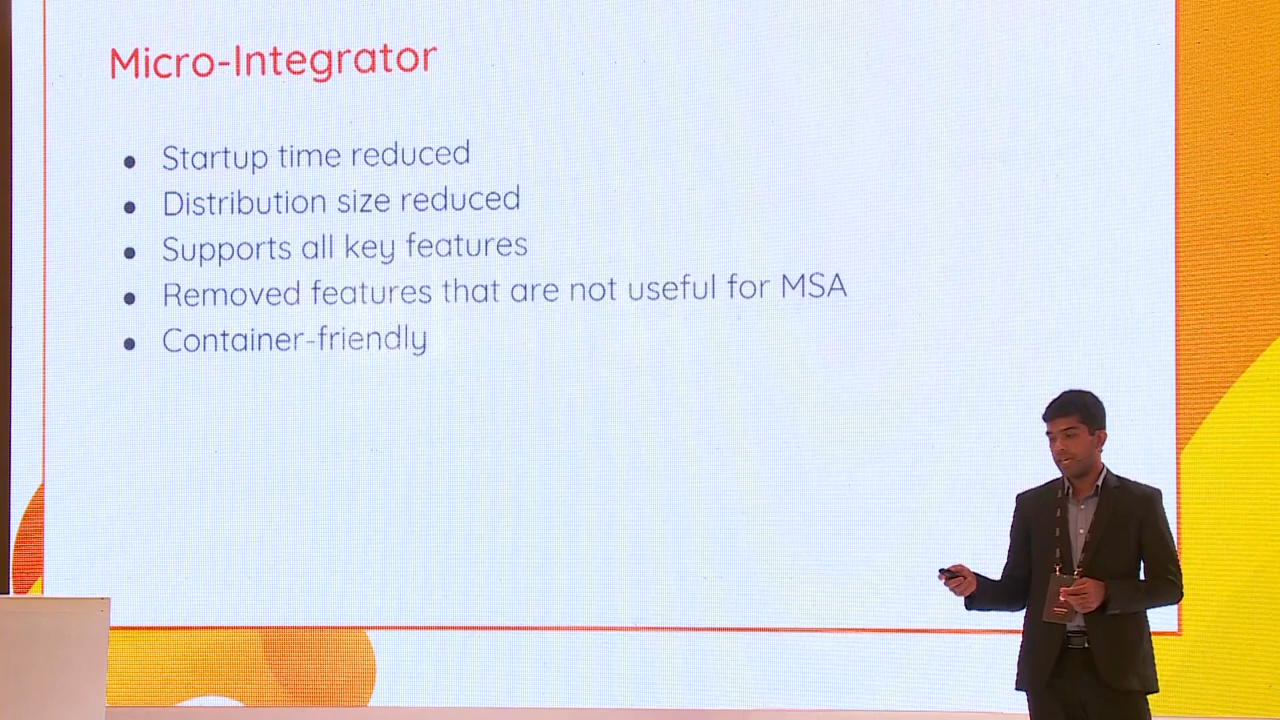 Micro-Integrator
● Startup time reduced
● Distribution size reduced
● Supports all key features
● Removed features that are not useful for MSA
● Container-friendly